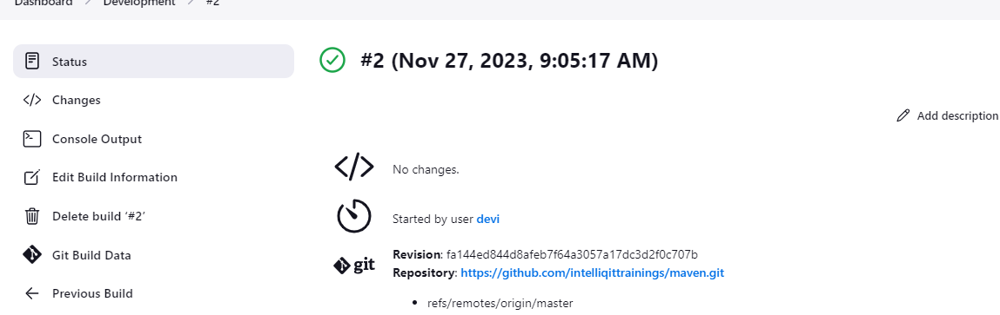 Dashboard > Development > #2
Status
Changes
Console Output
Edit Build Information
Delete build ‘#2’
Git Build Data
Previous Build
#2 (Nov 27, 2023, 9:05:17 AM)
Add description
No changes.
Started by user devi
git
Revision: fa144ed844d8afeb7f64a3057a17dc3d2f0c707b
Repository: https://github.com/intelliqittrainings/maven.git
• refs/remotes/origin/master